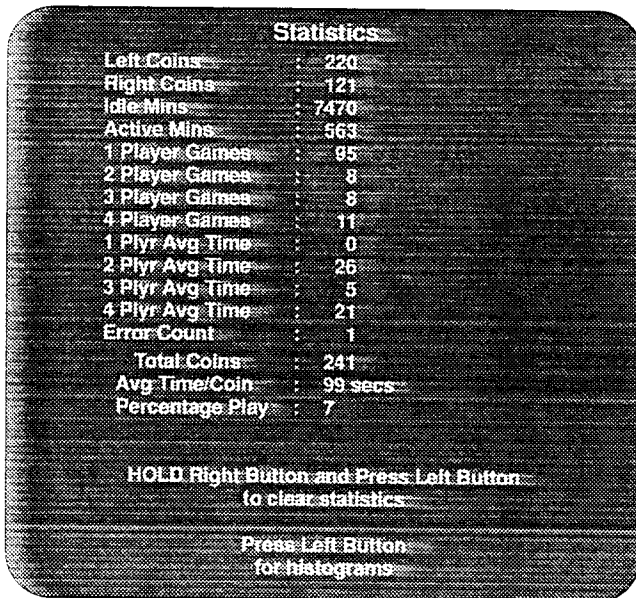 Statistics
Left Coins : 220
Right Coins : 121
Idle Mins : 7470
Active Mins : 563
1 Player Games : 95
2 Player Games : 8
3 Player Games : 8
4 Player Games : 11
1 Plyr Avg Time : 0
2 Plyr Avg Time : 26
3 Plyr Avg Time : 5
4 Plyr Avg Time : 21
Error Count : 1
Total Coins : 241
Avg Time/Coin : 99 secs
Percentage Play : 7
HOLD Right Button and Press Left Button
to clear statistics
Press Left Button
for histograms